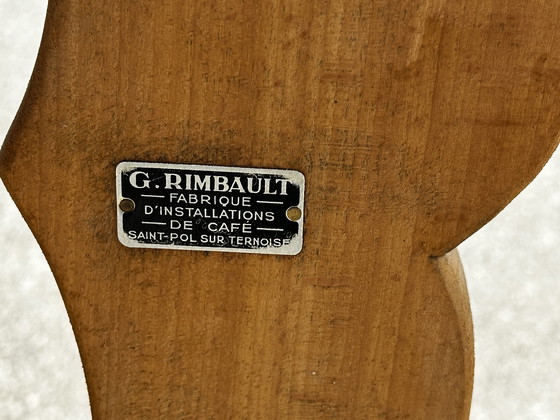 G. RIMBAULT
FABRIQUE
D'INSTALLATIONS
DE CAFÉ
SAINT-POL SUR TERNOISE